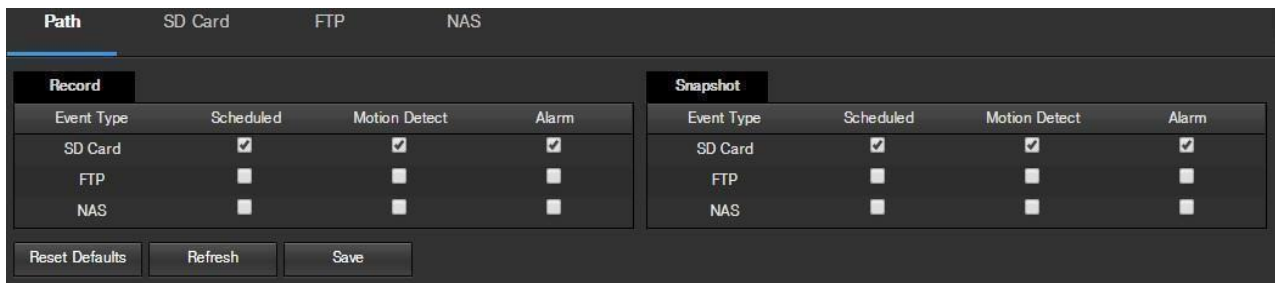 Path SD Card FTP NAS
Record Snapshot
Event Type Scheduled Motion Detect Alarm Event Type Scheduled Motion Detect Alarm
SD Card SD Card
FTP FTP
NAS NAS
Reset Defaults Refresh Save